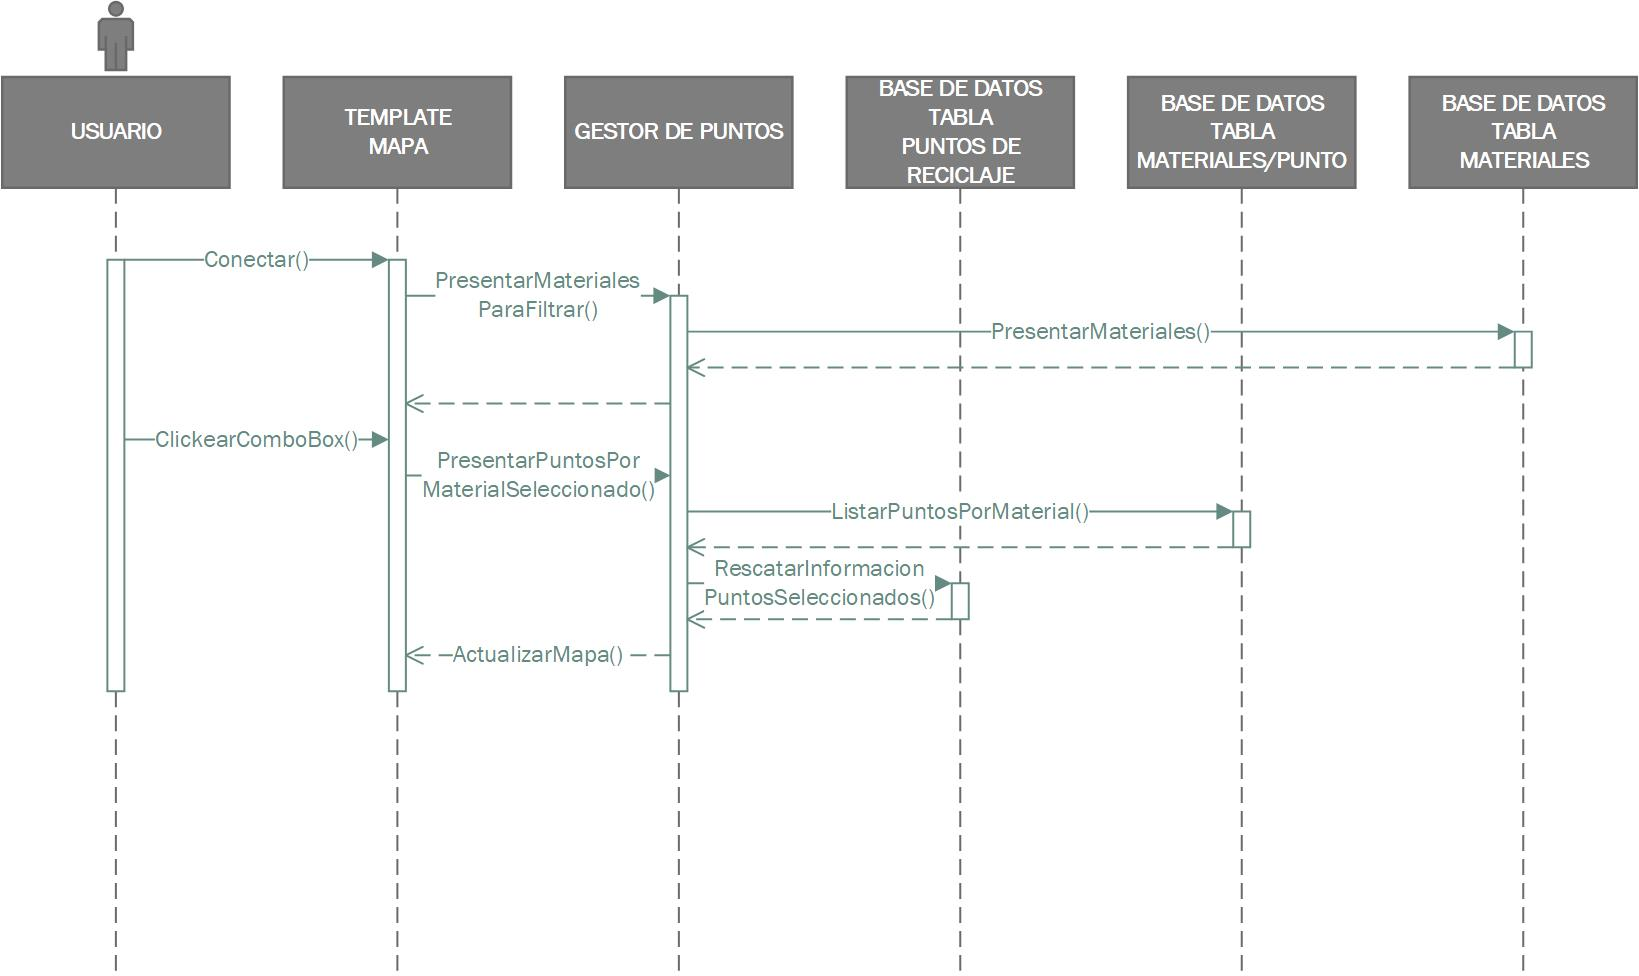 USUARIO
TEMPLATE
MAPA
GESTOR DE PUNTOS
BASE DE DATOS
TABLA
PUNTOS DE
RECICLAJE
BASE DE DATOS
TABLA
MATERIALES/PUNTO
BASE DE DATOS
TABLA
MATERIALES
Conectar()
PresentarMateriales
ParaFiltrar()
PresentarMateriales()
ClickearComboBox()
PresentarPuntosPor
MaterialSeleccionado()
ListarPuntosPorMaterial()
RescatarInformacion
PuntosSeleccionados()
ActualizarMapa()